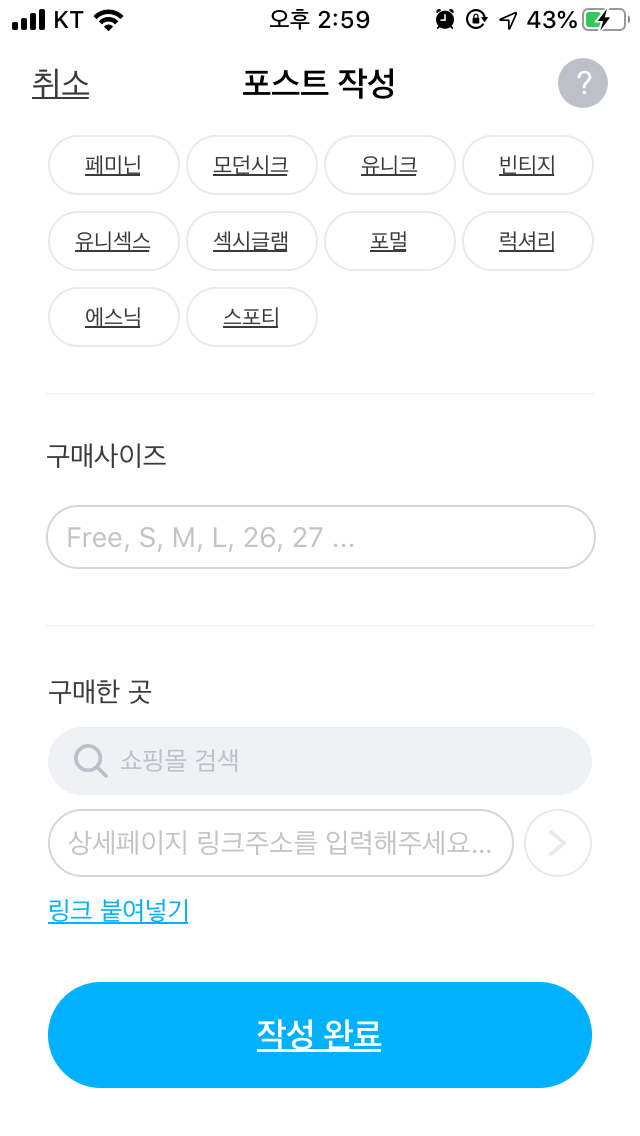 KT 오후 2:59 43%
취소 포스트 작성 ?
페미닌 모던시크 유니크 빈티지
유니섹스 섹시글램 포멀 럭셔리
에스닉 스포티
구매사이즈
Free, S, M, L, 26, 27 ...
구매한 곳
쇼핑몰 검색
상세페이지 링크주소를 입력해주세요...
링크 붙여넣기
작성 완료